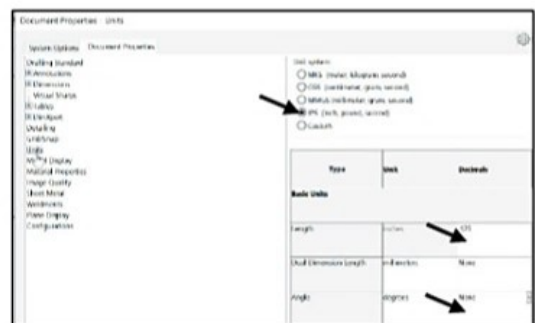 Document Properties - Units
System Options
Document Properties
Drafting Standard
Annotations
Dimensions
Virtual Sharps
Tables
DimXpert
Detailing
Grid/Snap
Units
Model Display
Material Properties
Image Quality
Sheet Metal
Weldments
Plane Display
Configurations
Unit system
MKS (meter, kilogram, second)
CGS (centimeter, gram, second)
MMGS (millimeter, gram, second)
IPS (inch, pound, second)
Custom
Type Unit Decimals
Basic Units
Length inches .123
Dual Dimension Length millimeters None
Angle degrees None